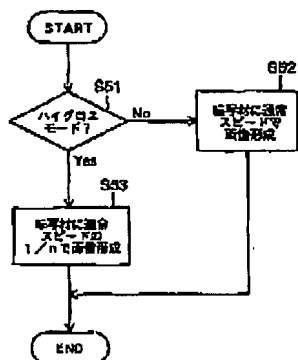 START
S51
ハイグロス
モード？
No
S52
転写材に通常
スピードで
画像形成
Yes
S53
転写材に通常
スピードの
1／nで画像形成
END